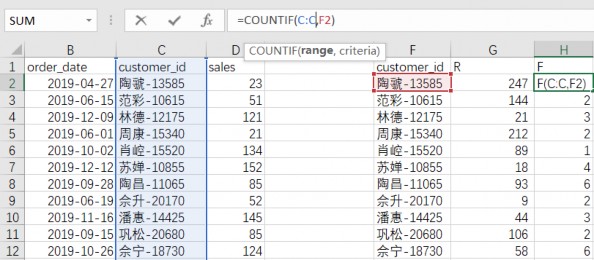 SUM =COUNTIF(C:C,F2)
COUNTIF(range, criteria)
B C D E F G H
1 order_date customer_id sales customer_id R F
2 2019-04-27 陶虢-13585 23 陶虢-13585 247 F(C:C,F2)
3 2019-06-15 范彩-10615 51 范彩-10615 144 2
4 2019-12-09 林德-12175 121 林德-12175 21 3
5 2019-06-01 周康-15340 21 周康-15340 212 2
6 2019-10-02 肖崆-15520 134 肖崆-15520 89 1
7 2019-12-12 苏婵-10855 152 苏婵-10855 18 4
8 2019-09-28 陶昌-11065 85 陶昌-11065 93 6
9 2019-06-19 佘升-20170 52 佘升-20170 9 2
10 2019-11-16 潘惠-14425 145 潘惠-14425 44 3
11 2019-09-15 巩松-20680 85 巩松-20680 106 2
12 2019-10-26 佘宁-18730 124 佘宁-18730 58 6